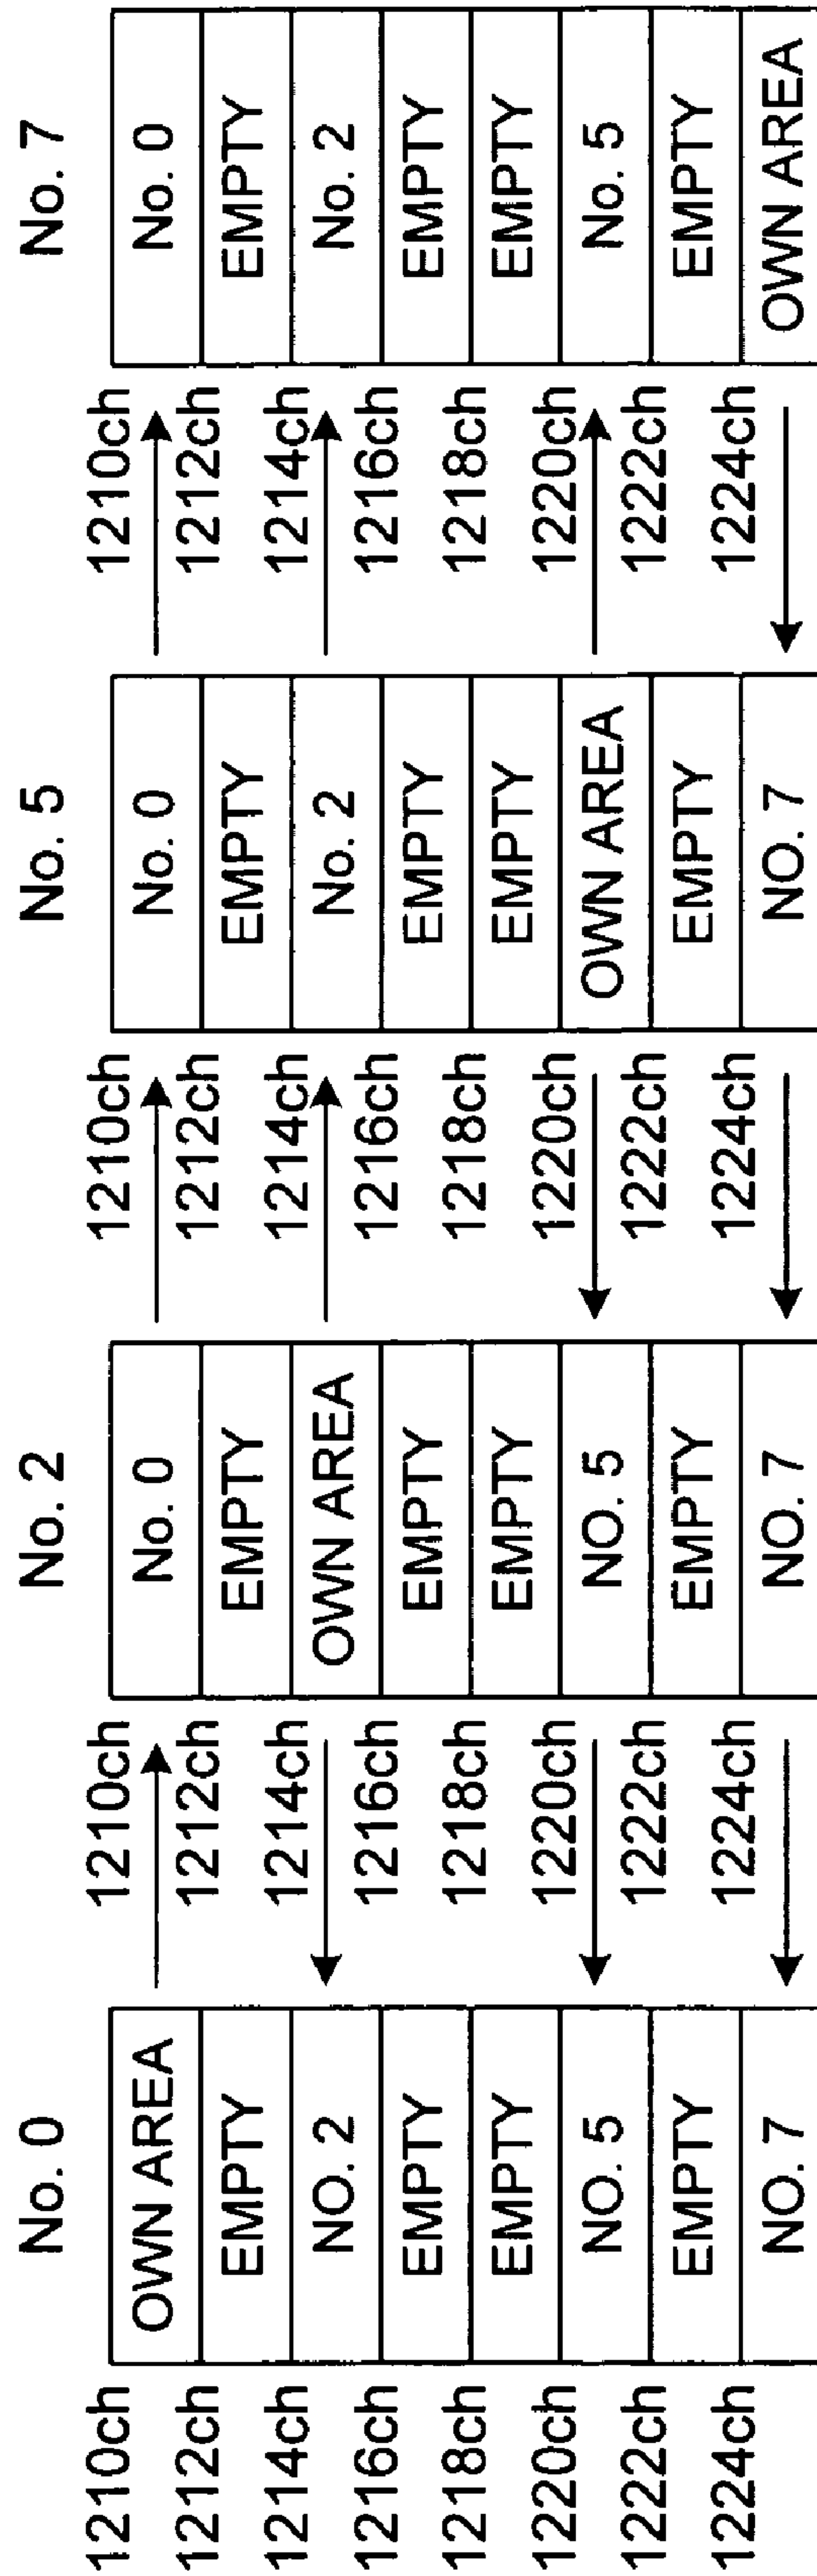 No. 0 No. 2 No. 5 No. 7
1210ch OWN AREA 1210ch No. 0 1210ch No. 0 1210ch No. 0
1212ch EMPTY 1212ch EMPTY 1212ch EMPTY 1212ch EMPTY
1214ch NO. 2 1214ch OWN AREA 1214ch No. 2 1214ch No. 2
1216ch EMPTY 1216ch EMPTY 1216ch EMPTY 1216ch EMPTY
1218ch EMPTY 1218ch EMPTY 1218ch EMPTY 1218ch EMPTY
1220ch NO. 5 1220ch NO. 5 1220ch OWN AREA 1220ch No. 5
1222ch EMPTY 1222ch EMPTY 1222ch EMPTY 1222ch EMPTY
1224ch NO. 7 1224ch NO. 7 1224ch NO. 7 1224ch OWN AREA